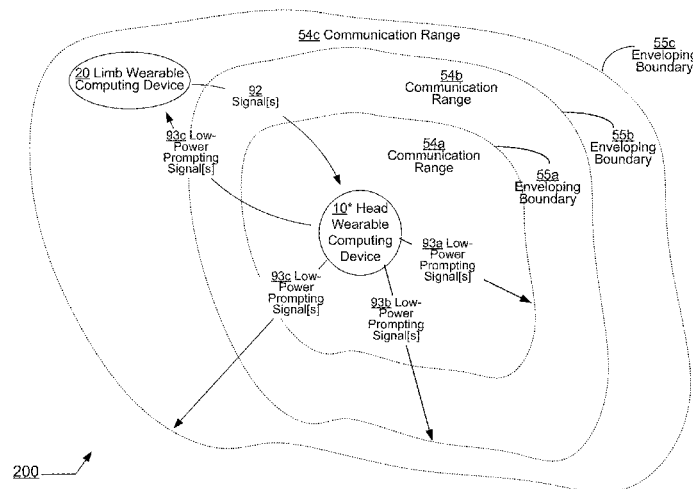 54c Communication Range
55c
Enveloping
Boundary
20 Limb Wearable
Computing Device
92
Signal[s]
54b
Communication
Range
55b
Enveloping
Boundary
93c Low-
Power
Prompting
Signal[s]
54a
Communication
Range
55a
Enveloping
Boundary
10* Head
Wearable
Computing
Device
93a Low-
Power
Prompting
Signal[s]
93c Low-
Power
Prompting
Signal[s]
93b Low-
Power
Prompting
Signal[s]
200